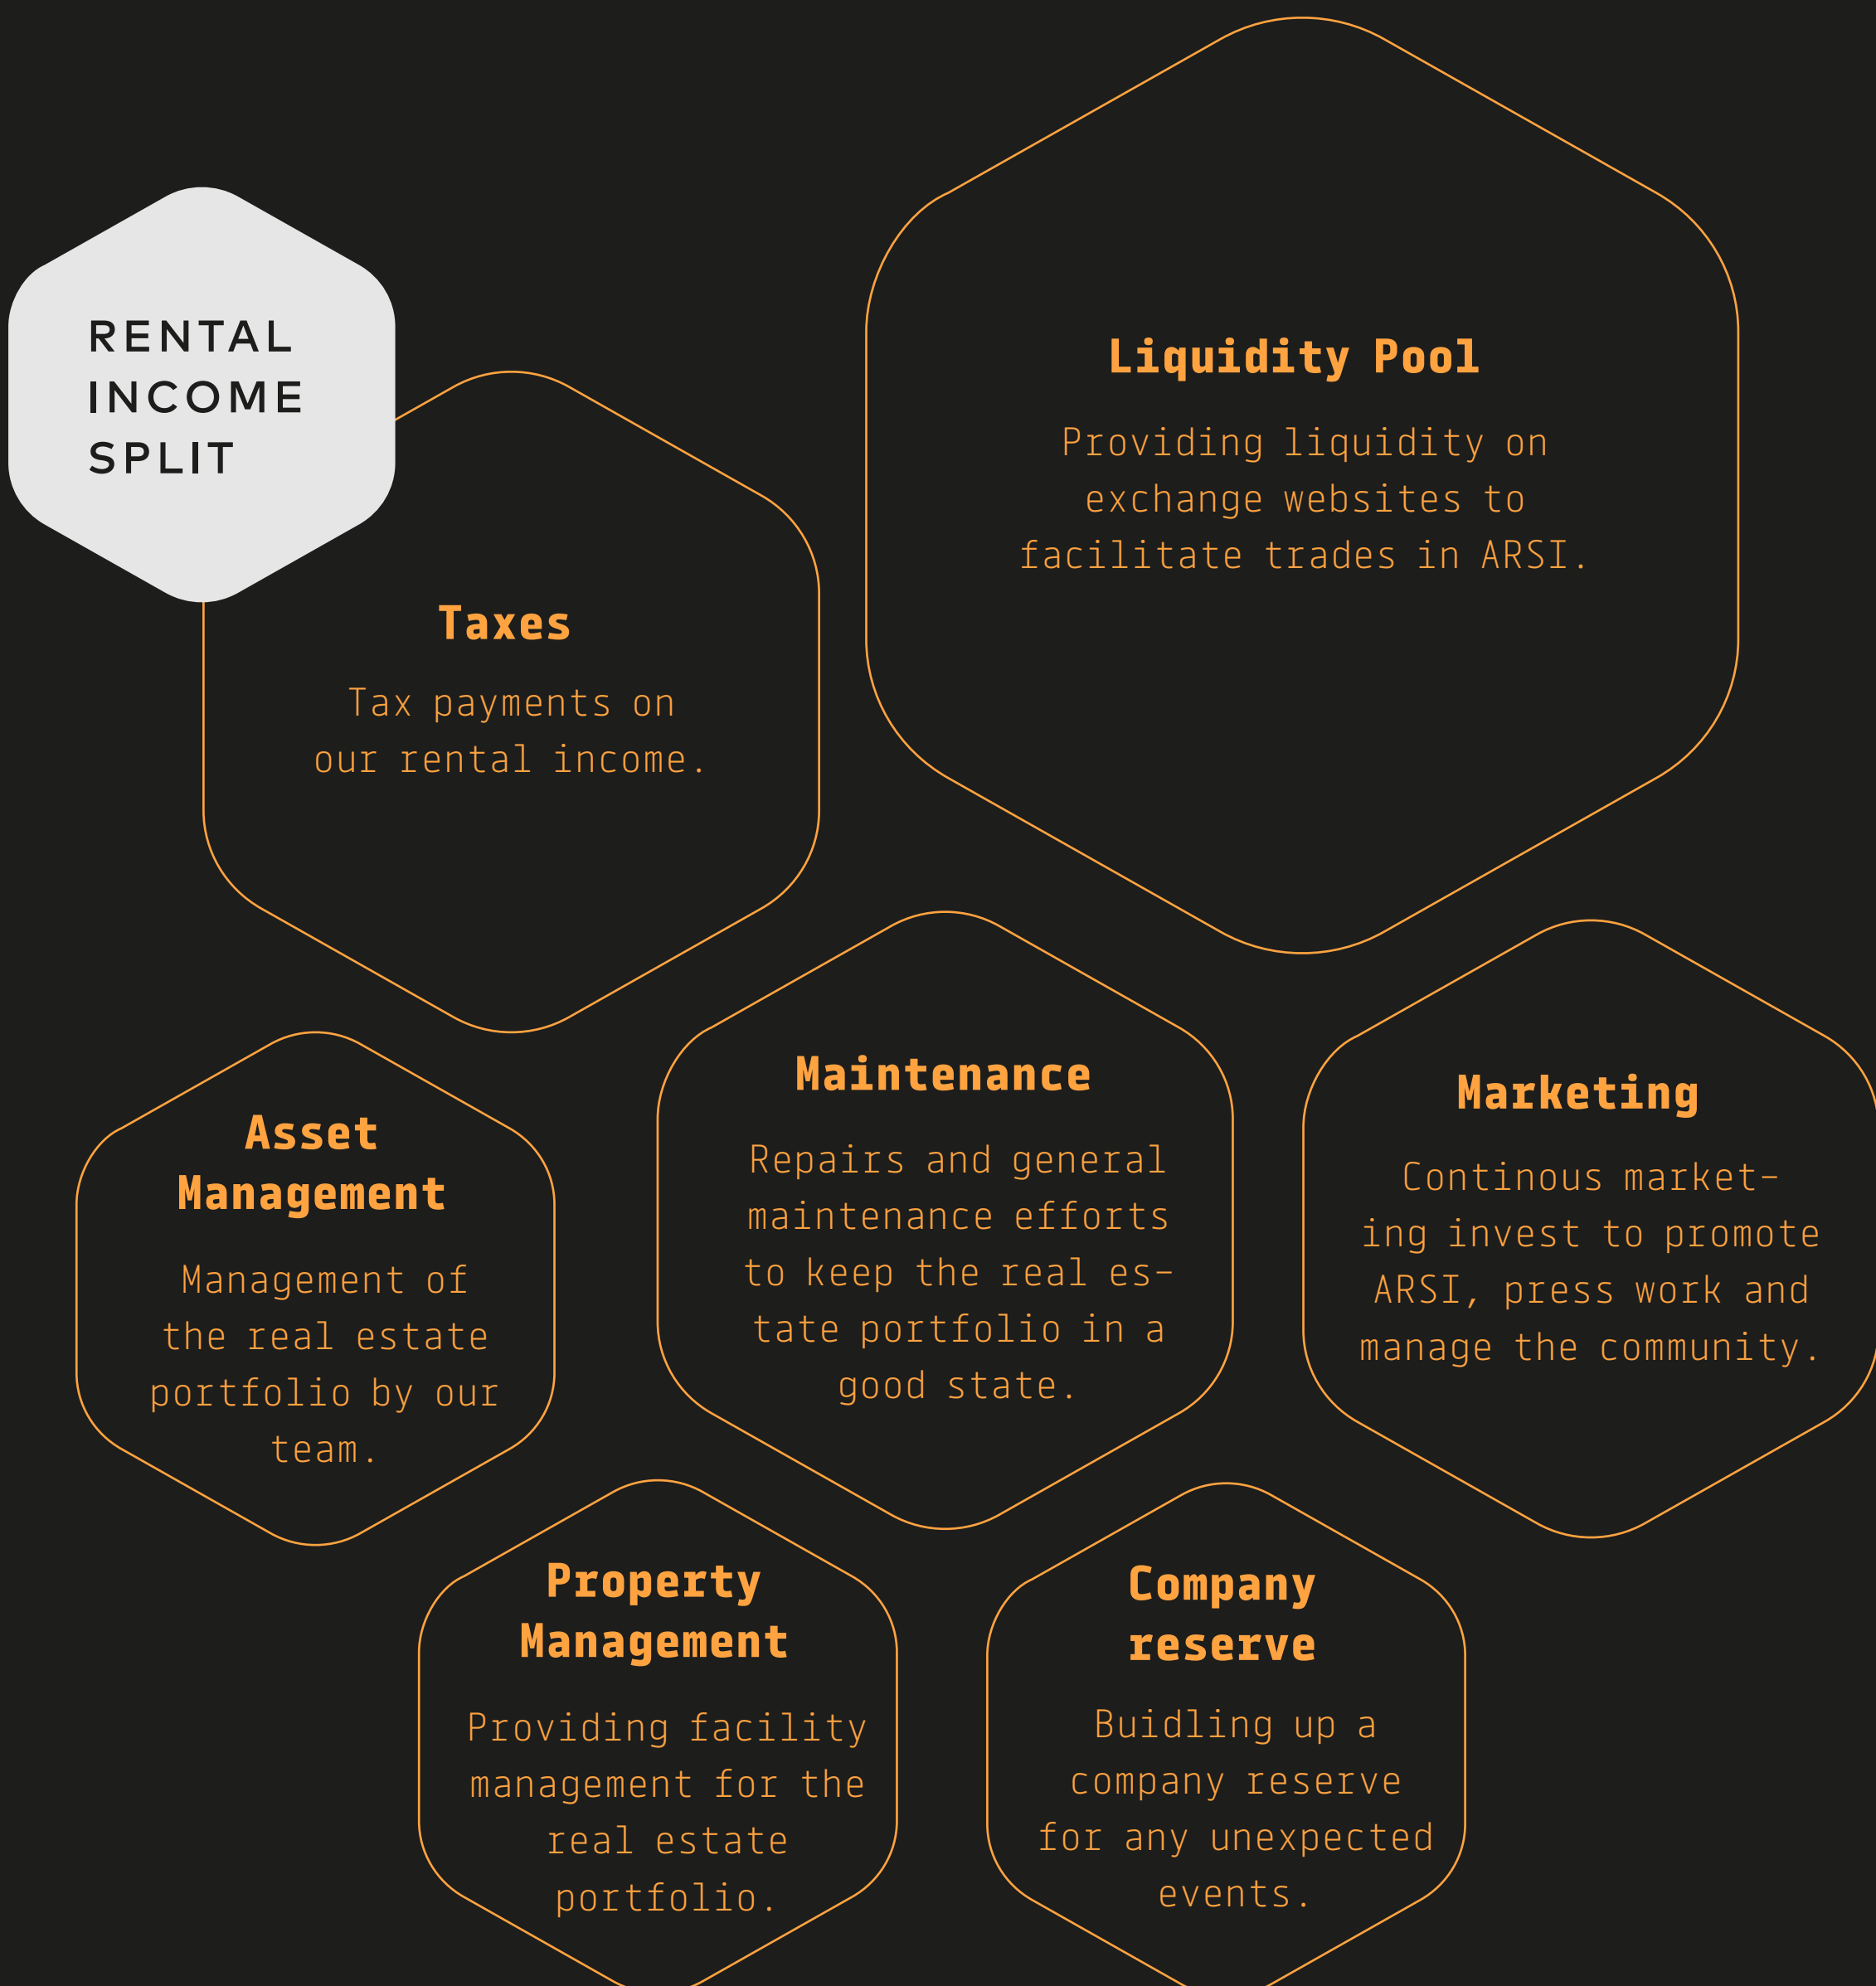 RENTAL
INCOME
SPLIT
Liquidity Pool
Providing liquidity on
exchange websites to
facilitate trades in ARSI.
Taxes
Tax payments on
our rental income.
Asset
Management
Management of
the real estate
portfolio by our
team.
Maintenance
Repairs and general
maintenance efforts
to keep the real es-
tate portfolio in a
good state.
Marketing
Continous market-
ing invest to promote
ARSI, press work and
manage the community.
Property
Management
Providing facility
management for the
real estate
portfolio.
Company
reserve
Buidling up a
company reserve
for any unexpected
events.